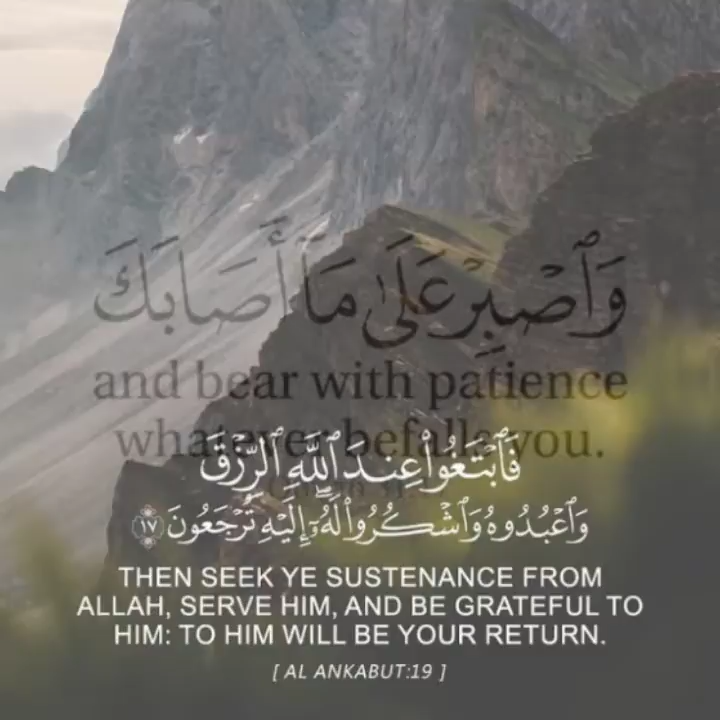 وَٱصۡبِرۡ عَلَىٰ مَآ أَصَابَكَ
and bear with patience
whatever befalls you.
فَٱبۡتَغُواْ عِندَ ٱللَّهِ ٱلرِّزۡقَ
وَٱعۡبُدُوهُ وَٱشۡكُرُواْ لَهُۥٓۖ إِلَيۡهِ تُرۡجَعُونَ ١٧
THEN SEEK YE SUSTENANCE FROM
ALLAH, SERVE HIM, AND BE GRATEFUL TO
HIM: TO HIM WILL BE YOUR RETURN.
[ AL ANKABUT:19 ]